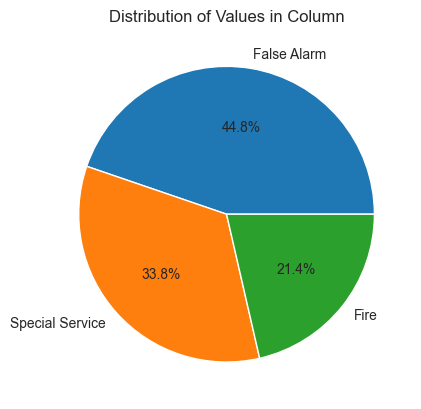 Distribution of Values in Column
False Alarm
44.8%
33.8%
21.4%
Special Service
Fire